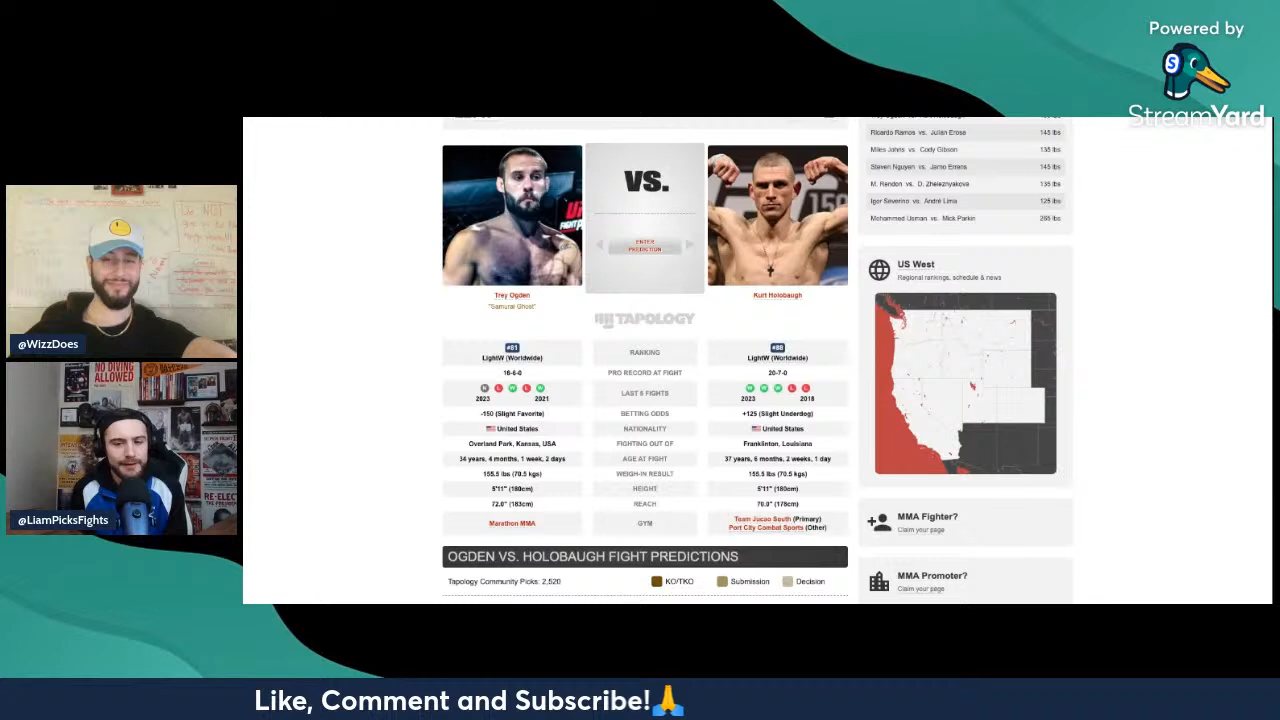 Powered by
StreamYard
Ricardo Ramos vs. Julian Erosa 145 lbs
Miles Johns vs. Cody Gibson 135 lbs
Steven Nguyen vs. Jarno Errens 145 lbs
M. Rendon vs. D. Zheleznyakova 135 lbs
Igor Severino vs. André Lima 125 lbs
Mohammed Usman vs. Mick Parkin 265 lbs
VS.
ENTER
PREDICTION
150
Trey Ogden
"Samurai Ghost"
Kurt Holobaugh
TAPOLOGY
#81 #88
LightW (Worldwide) RANKING LightW (Worldwide)
16-6-0 PRO RECORD AT FIGHT 20-7-0
LAST 5 FIGHTS
2023 2021 2023 2018
-150 (Slight Favorite) BETTING ODDS +125 (Slight Underdog)
United States NATIONALITY United States
Overland Park, Kansas, USA FIGHTING OUT OF Franklinton, Louisiana
34 years, 4 months, 1 week, 2 days AGE AT FIGHT 37 years, 6 months, 2 weeks, 1 day
155.5 lbs (70.5 kgs) WEIGH-IN RESULT 155.5 lbs (70.5 kgs)
5'11" (180cm) HEIGHT 5'11" (180cm)
72.0" (183cm) REACH 70.0" (178cm)
Marathon MMA GYM Team Jucao South (Primary)
Port City Combat Sports (Other)
OGDEN VS. HOLOBAUGH FIGHT PREDICTIONS
Tapology Community Picks: 2,520 KO/TKO Submission Decision
US West
Regional rankings, schedule & news
MMA Fighter?
Claim your page
MMA Promoter?
Claim your page
@WizzDoes
NO DIVING
ALLOWED
RE-ELECT
@LiamPicksFights
Like, Comment and Subscribe!🙏